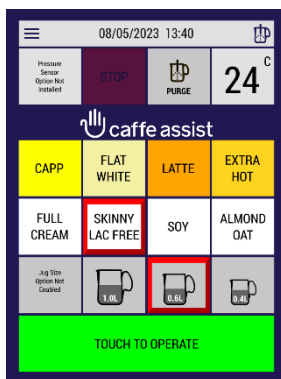 08/05/2023 13:40
Pressure
Sensor
Option Not
Installed
STOP
PURGE
24 C
caffe assist
CAPP
FLAT
WHITE
LATTE
EXTRA
HOT
FULL
CREAM
SKINNY
LAC FREE
SOY
ALMOND
OAT
Jug Size
Option Not
Enabled
1.0L
0.6L
0.4L
TOUCH TO OPERATE